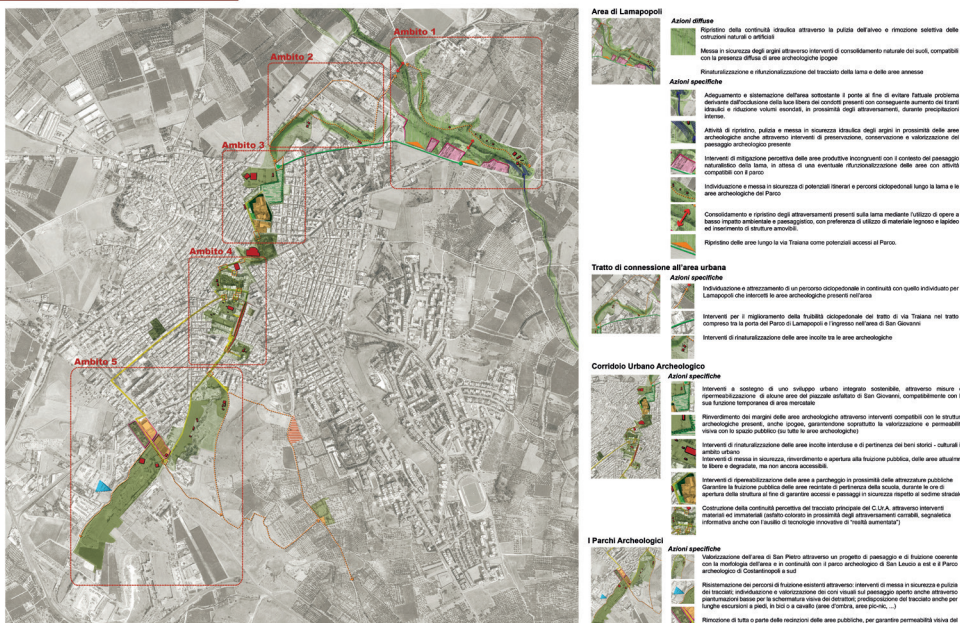 Ambito 1
Ambito 2
Ambito 3
Ambito 4
Ambito 5
Area di Lamapopoli
Azioni diffuse
Ripristino della continuità idraulica attraverso la pulizia dell'alveo e rimozione selettiva delle
ostruzioni naturali o artificiali
Messa in sicurezza degli argini attraverso interventi di consolidamento naturale dei suoli, compatibili
con la presenza diffusa di aree archeologiche ipogee
Rinaturalizzazione e rifunzionalizzazione del tracciato della lama e delle aree annesse
Azioni specifiche
Adeguamento e sistemazione dell'area sottostante il ponte al fine di evitare l'attuale problema
derivante dall'occlusione della luce libera dei condotti presenti con conseguente aumento dei tiranti
idraulici e riduzione volumi esondati, in prossimità degli attraversamenti, durante precipitazioni
intense.
Attività di ripristino, pulizia e messa in sicurezza idraulica degli argini in prossimità delle aree
archeologiche anche attraverso interventi di preservazione, conservazione e valorizzazione del
paesaggio archeologico presente
Interventi di mitigazione percettiva delle aree produttive incongruenti con il contesto del paesaggio
naturalistico della lama, in attesa di una eventuale rifunzionalizzazione delle aree con attività
compatibili con il parco
Individuazione e messa in sicurezza di potenziali itinerari e percorsi ciclopedonali lungo la lama e le
aree archeologiche del Parco
Consolidamento e ripristino degli attraversamenti presenti sulla lama mediante l'utilizzo di opere a
basso impatto ambientale e paesaggistico, con preferenza di utilizzo di materiale legnoso e lapideo
ed inserimento di strutture amovibili.
Ripristino delle aree lungo la via Traiana come potenziali accessi al Parco.
Tratto di connessione all'area urbana
Azioni specifiche
Individuazione e attrezzamento di un percorso ciclopedonale in continuità con quello individuato per
Lamapopoli che intercetti le aree archeologiche presenti nell'area
Interventi per il miglioramento della fruibilità ciclopedonale del tratto di via Traiana nel tratto
compreso tra la porta del Parco di Lamapopoli e l'ingresso nell'area di San Giovanni
Interventi di rinaturalizzazione delle aree incolte tra le aree archeologiche
Corridoio Urbano Archeologico
Azioni specifiche
Interventi a sostegno di uno sviluppo urbano integrato sostenibile, attraverso misure
ripermeabilizzazione di alcune aree del piazzale asfaltato di San Giovanni, compatibilmente con
sua funzione temporanea di area mercatale
Rinverdimento dei margini delle aree archeologiche attraverso interventi compatibili con le struttur
archeologiche presenti, anche ipogee, garantendone soprattutto la valorizzazione e permeabilit
visiva con lo spazio pubblico (su tutte le aree archeologiche)
Interventi di rinaturalizzazione delle aree incolte intercluse e di pertinenza dei beni storici - culturali i
ambito urbano
Interventi di messa in sicurezza, rinverdimento e apertura alla fruizione pubblica, delle aree attualme
te libere e degradate, ma non ancora accessibili.
Interventi di ripereabilizzazione delle area a parcheggio in prossimità delle attrezzature pubbliche
Garantire la fruizione pubblica delle aree recintate di pertinenza della scuola, durante le ore di
apertura della struttura al fine di garantire accessi e passaggi in sicurezza rispetto al sedime stradal
Costruzione della continuità percettiva del tracciato principale del C.Ur.A. attraverso interventi
materiali ed immateriali (asfalto colorato in prossimità degli attraversamenti carrabili, segnaletica
informativa anche con l'ausilio di tecnologie innovative di "realtà aumentata")
I Parchi Archeologici
Azioni specifiche
Valorizzazione dell'area di San Pietro attraverso un progetto di paesaggio e di fruizione coerente
con la morfologia dell'area e in continuità con il parco archeologico di San Leucio a est e il Parco
archeologico di Costantinopoli a sud
Risistemazione dei percorsi di fruizione esistenti attraverso: interventi di messa in sicurezza e pulizia
dei tracciati; individuazione e valorizzazione dei coni visuali sul paesaggio aperto anche attraverso
piantumazioni basse per la schermatura visiva dei detrattori; predisposizione del tracciato anche per
lunghe escursioni a piedi, in bici o a cavallo (aree d'ombra, aree pic-nic, ...)
Rimozione di tutta o parte delle recinzioni delle aree pubbliche, per garantire permeabilità visiva del